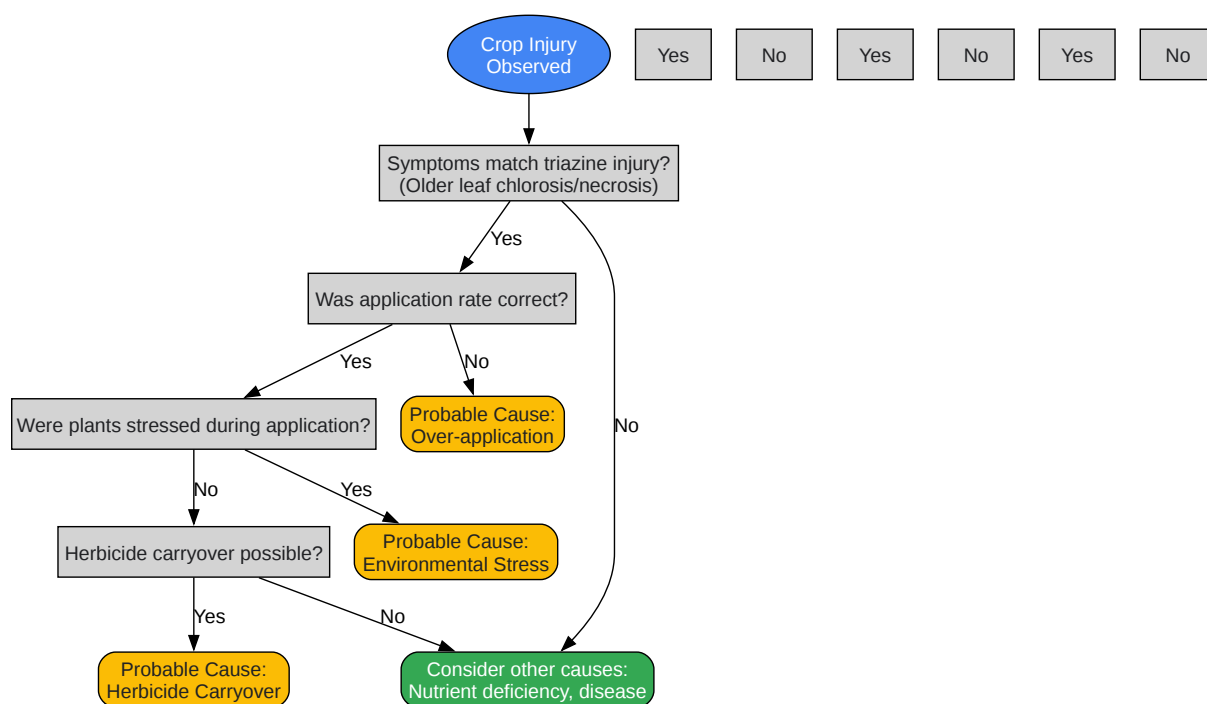 Crop Injury
Observed
Yes
No
Yes
No
Yes
No
Symptoms match triazine injury?
(Older leaf chlorosis/necrosis)
Yes
Was application rate correct?
Yes
No
Were plants stressed during application?
Probable Cause:
Over-application
No
No
Yes
Herbicide carryover possible?
Probable Cause:
Environmental Stress
Yes
No
Probable Cause:
Herbicide Carryover
Consider other causes:
Nutrient deficiency, disease